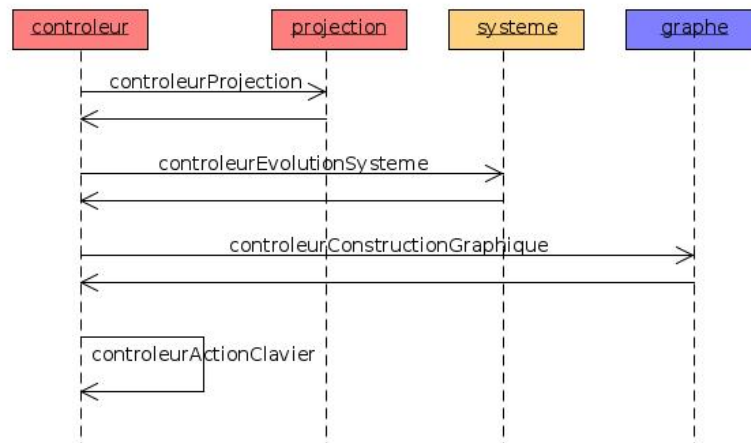 controleur
projection
systeme
graphe
controleurProjection
controleurEvolutionSysteme
controleurConstructionGraphique
controleurActionClavier